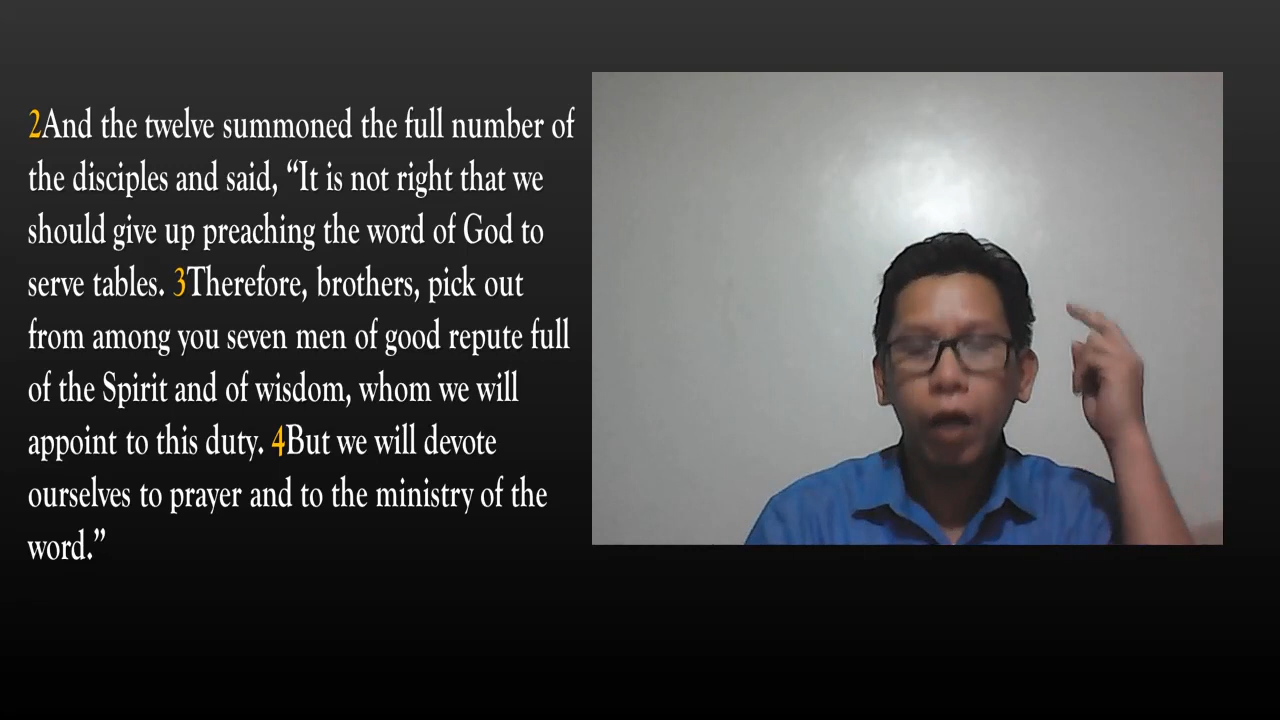 2And the twelve summoned the full number of
the disciples and said, “It is not right that we
should give up preaching the word of God to
serve tables. 3Therefore, brothers, pick out
from among you seven men of good repute full
of the Spirit and of wisdom, whom we will
appoint to this duty. 4But we will devote
ourselves to prayer and to the ministry of the
word.”